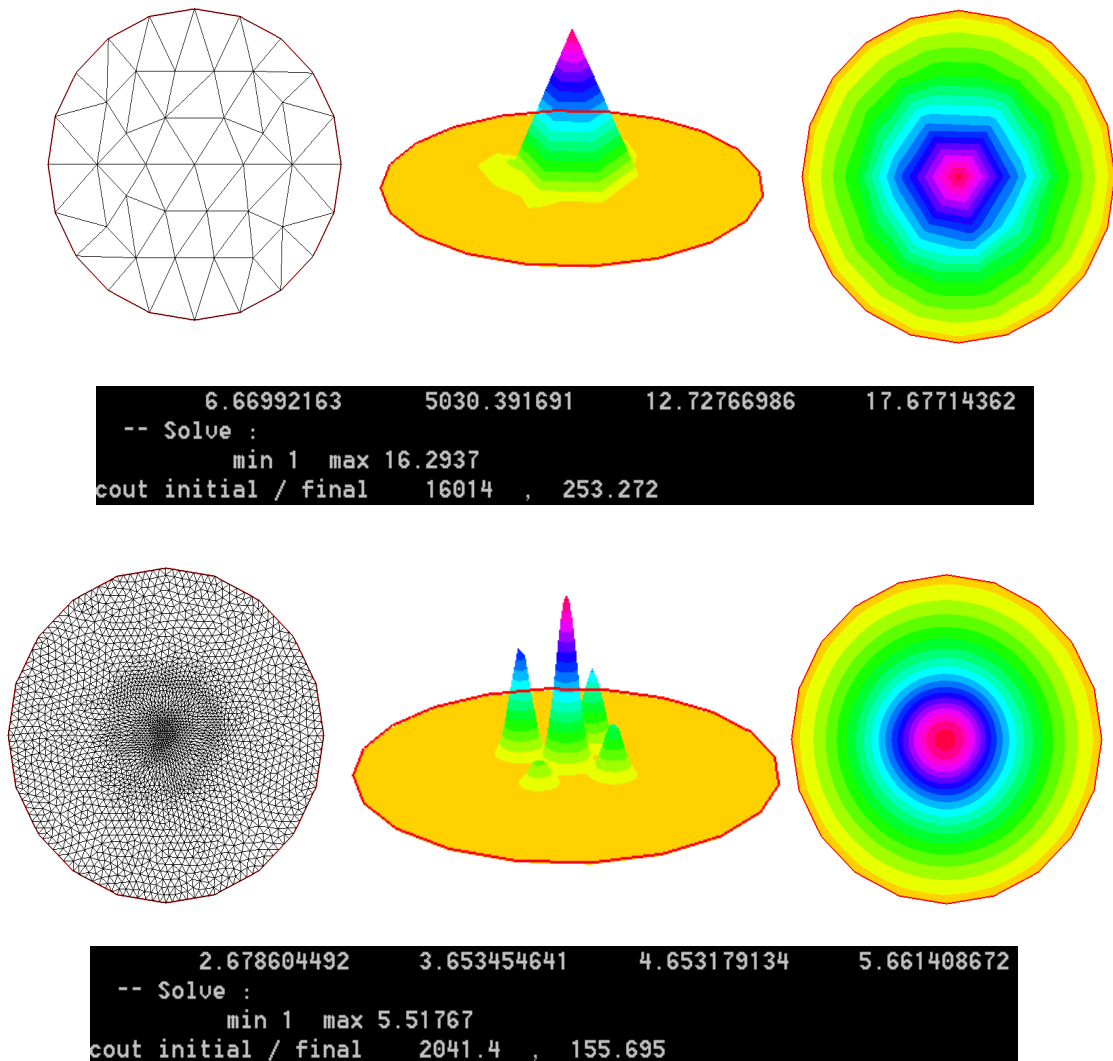 6.66992163 5030.391691 12.72766986 17.67714362
-- Solve :
min 1 max 16.2937
cout initial / final 16014 , 253.272
2.678604492 3.653454641 4.653179134 5.661408672
-- Solve :
min 1 max 5.51767
cout initial / final 2041.4 , 155.695